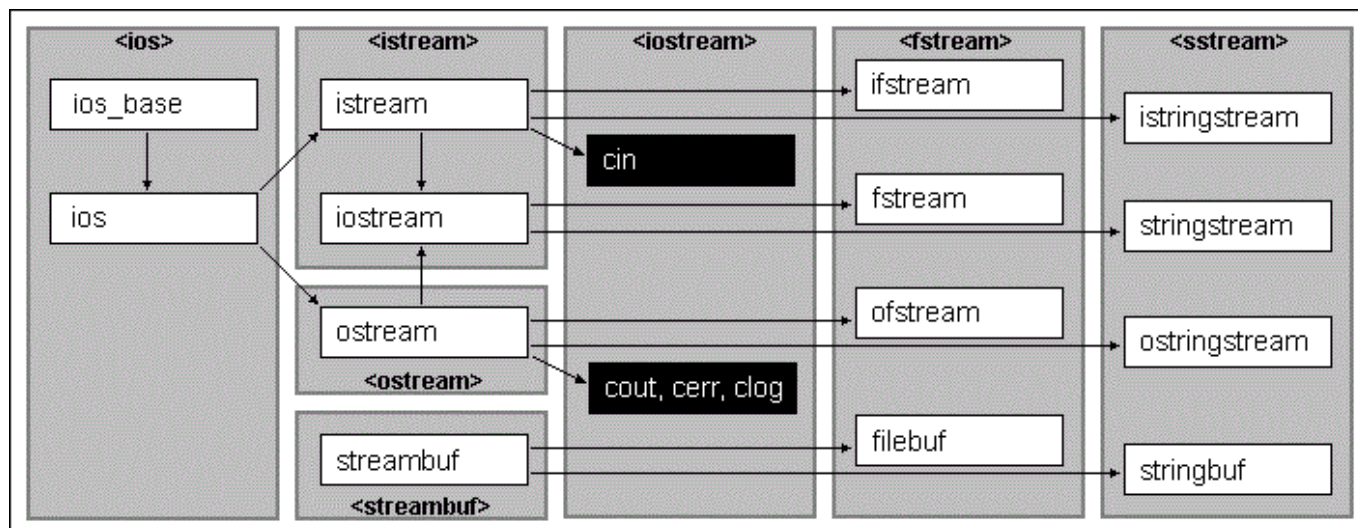 <ios>
ios_base
ios
<istream>
istream
iostream
ostream
<ostream>
streambuf
<streambuf>
<iostream>
cin
cout, cerr, clog
<fstream>
ifstream
fstream
ofstream
filebuf
<sstream>
istringstream
stringstream
ostringstream
stringbuf